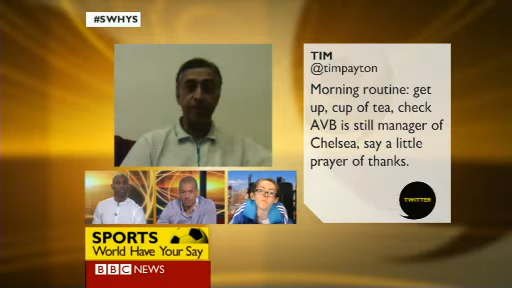 #SWHYS
TIM
@timpayton
Morning routine: get
up, cup of tea, check
AVB is still manager of
Chelsea, say a little
prayer of thanks.
TWITTER
SPORTS
World Have Your Say
BBC NEWS